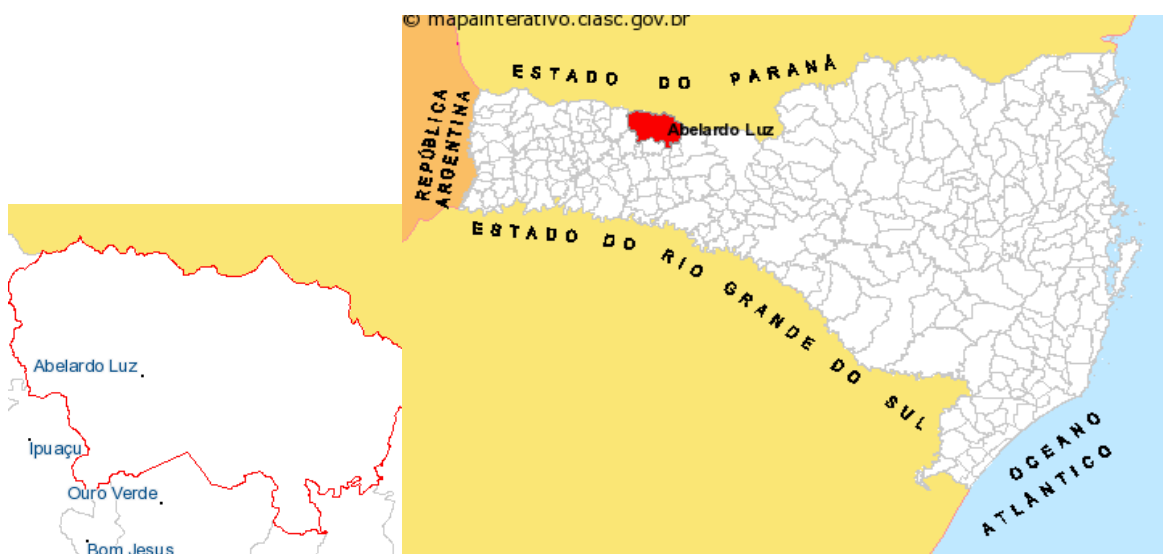 © mapainterativo.ciasc.gov.br
ESTADO DO PARANÁ
REPÚBLICA
ARGENTINA
Abelardo Luz
ESTADO DO RIO GRANDE DO SUL
OCEANO
ATLÂNTICO
Abelardo Luz
Ipuaçu
Ouro Verde
Bom Jesus